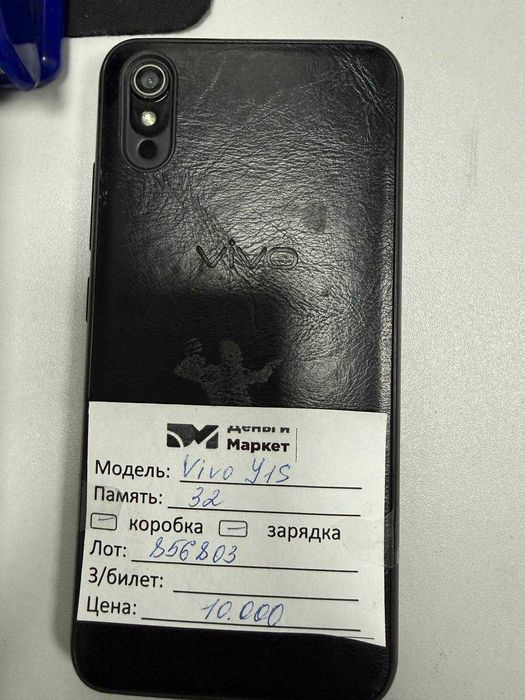 vivo
Деньги
Маркет
Модель: Vivo Y1S
Память: 32
коробка зарядка
Лот: 856803
З/билет:
Цена: 10.000